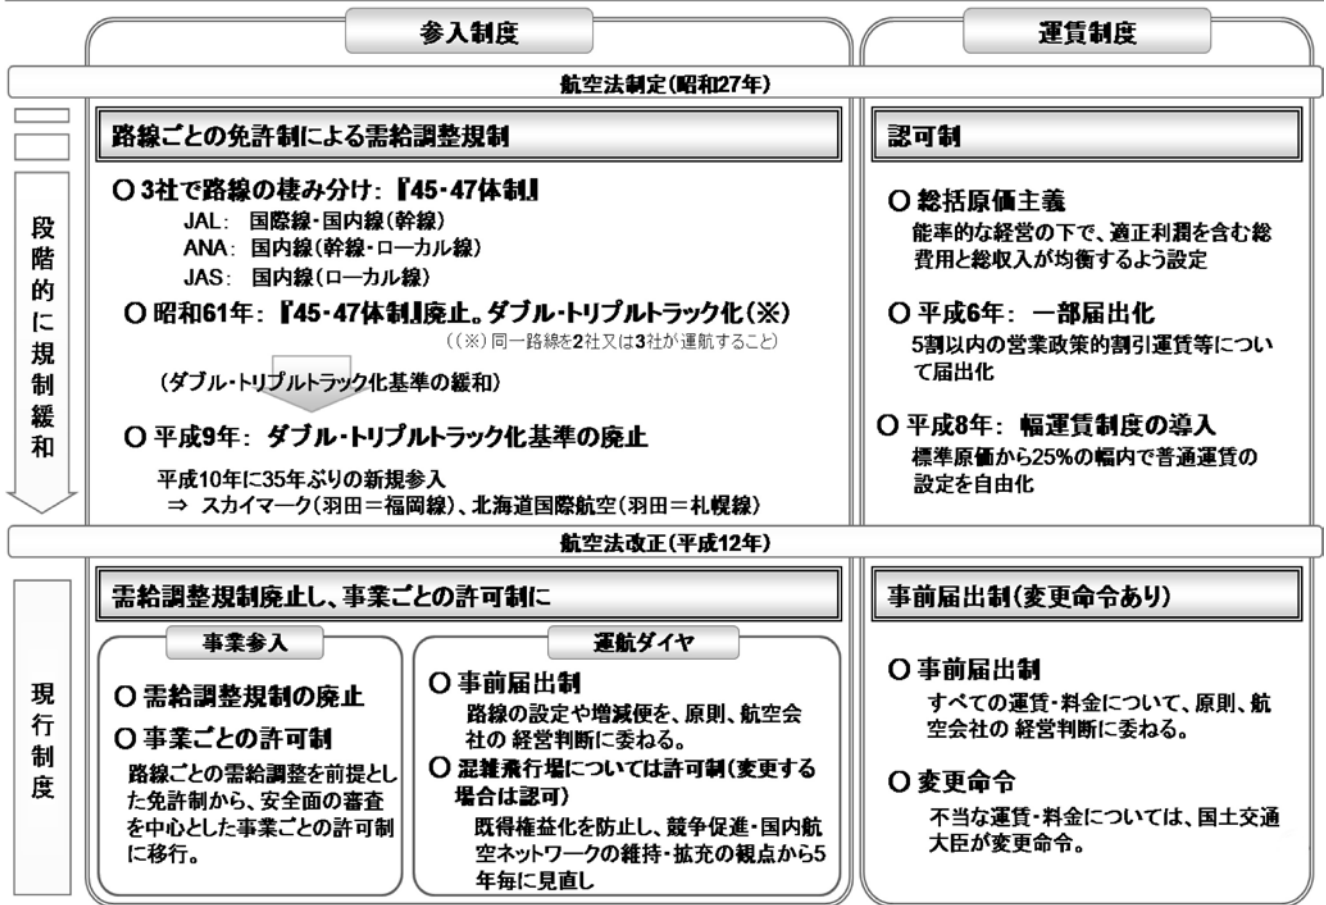 参入制度
運賃制度
航空法制定(昭和27年)
段階的に規制緩和
路線ごとの免許制による需給調整規制
〇 3社で路線の棲み分け: 『45・47体制』
JAL: 国際線・国内線(幹線)
ANA: 国内線(幹線・ローカル線)
JAS: 国内線(ローカル線)
〇 昭和61年: 『45・47体制』廃止。ダブル・トリプルトラック化(※)
((※)同一路線を2社又は3社が運航すること)
(ダブル・トリプルトラック化基準の緩和)
〇 平成9年: ダブル・トリプルトラック化基準の廃止
平成10年に35年ぶりの新規参入
⇒ スカイマーク(羽田=福岡線)、北海道国際航空(羽田=札幌線)
認可制
〇 総括原価主義
能率的な経営の下で、適正利潤を含む総
費用と総収入が均衡するよう設定
〇 平成6年: 一部届出化
5割以内の営業政策的割引運賃等につい
て届出化
〇 平成8年: 幅運賃制度の導入
標準原価から25%の幅内で普通運賃の
設定を自由化
航空法改正(平成12年)
現行制度
需給調整規制廃止し、事業ごとの許可制に
事業参入
〇 需給調整規制の廃止
〇 事業ごとの許可制
路線ごとの需給調整を前提とし
た免許制から、安全面の審査
を中心とした事業ごとの許可制
に移行。
運航ダイヤ
〇 事前届出制
路線の設定や増減便を、原則、航空会
社の 経営判断に委ねる。
〇 混雑飛行場については許可制(変更する
場合は認可)
既得権益化を防止し、競争促進・国内航
空ネットワークの維持・拡充の観点から5
年毎に見直し
事前届出制(変更命令あり)
〇 事前届出制
すべての運賃・料金について、原則、航
空会社の 経営判断に委ねる。
〇 変更命令
不当な運賃・料金については、国土交通
大臣が変更命令。